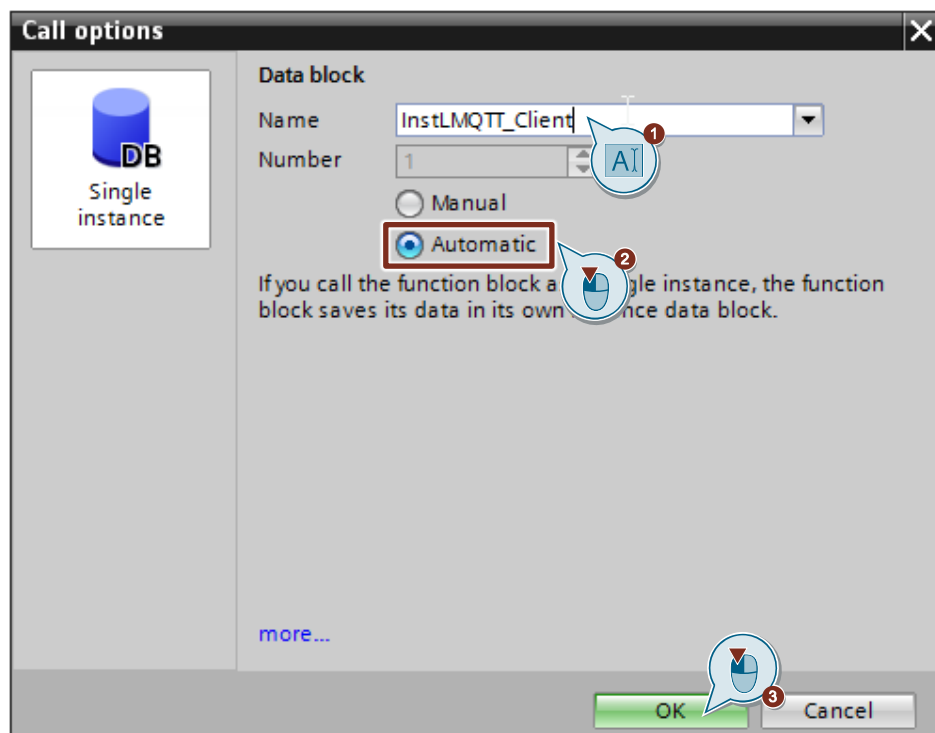 Call options
DB
Single
instance
Data block
Name
InstLMQTT_Client
1
A
Number
1
Manual
Automatic
2
If you call the function block a gle instance, the function
block saves its data in its own nce data block.
more...
OK
3
Cancel